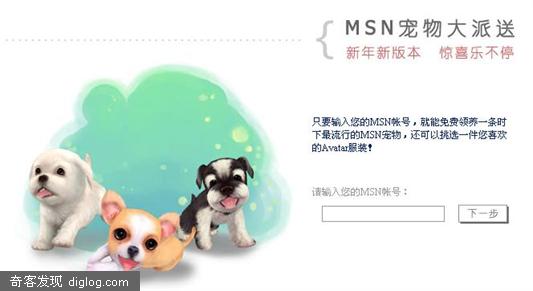 MSN宠物大派送
新年新版本 惊喜乐不停
只要输入您的MSN帐号，就能免费领养一条时
下最流行的MSN宠物，还可以挑选一件您喜欢
的Avatar服装！
请输入您的MSN帐号：
下一步
奇客发现 diglog.com